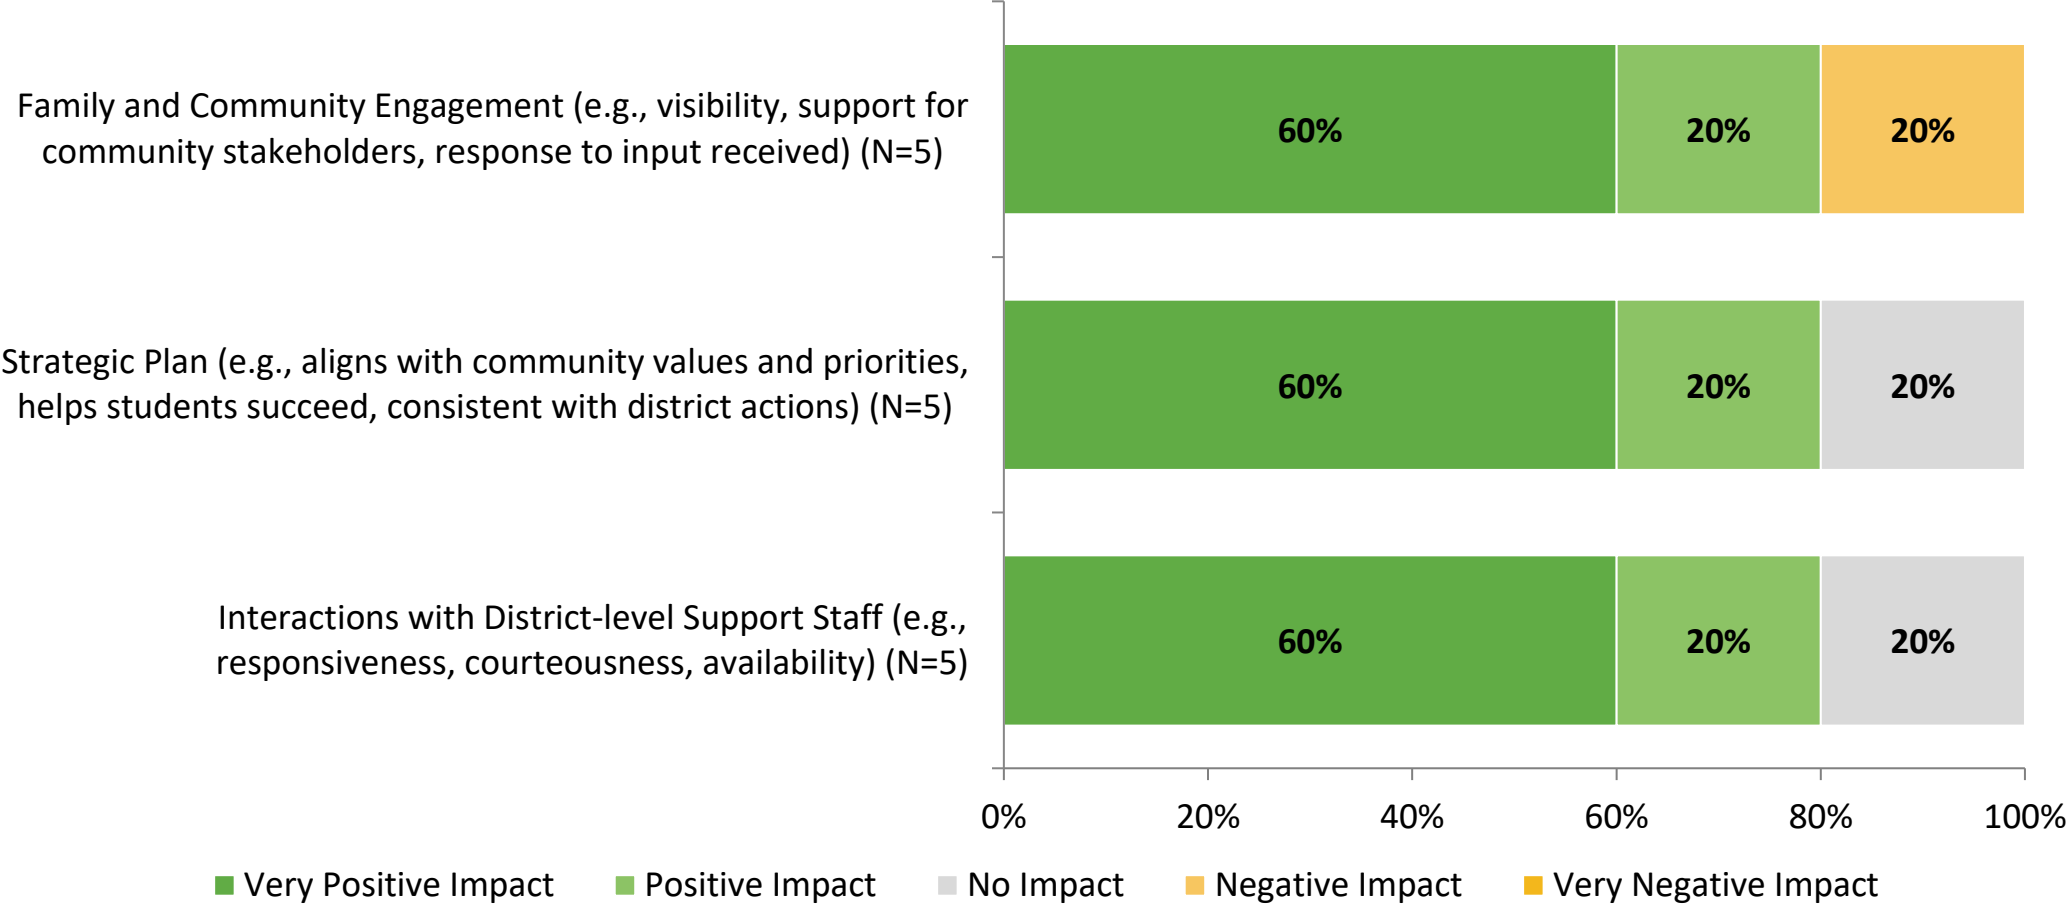 Family and Community Engagement (e.g., visibility, support for
community stakeholders, response to input received) (N=5)
60%
20%
20%
Strategic Plan (e.g., aligns with community values and priorities,
helps students succeed, consistent with district actions) (N=5)
60%
20%
20%
Interactions with District-level Support Staff (e.g.,
responsiveness, courteousness, availability) (N=5)
60%
20%
20%
0%
20%
40%
60%
80%
100%
Very Positive Impact
Positive Impact
No Impact
Negative Impact
Very Negative Impact